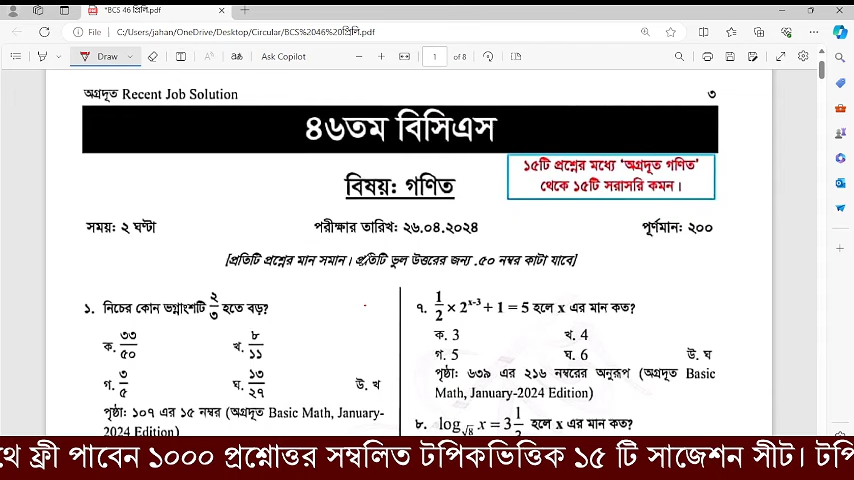 *BCS 46 প্রিলি.pdf
File
C:/Users/jahan/OneDrive/Desktop/Circular/BCS%2046%20প্রিলি.pdf
Draw
Ask Copilot
1 of 8
অগ্রদূত Recent Job Solution
৩
৪৬তম বিসিএস
বিষয়: গণিত
১৫টি প্রশ্নের মধ্যে ‘অগ্রদূত গণিত’
থেকে ১৫টি সরাসরি কমন।
সময়: ২ ঘণ্টা
পরীক্ষার তারিখ: ২৬.০৪.২০২৪
পূর্ণমান: ২০০
[প্রতিটি প্রশ্নের মান সমান। প্রতিটি ভুল উত্তরের জন্য .৫০ নম্বর কাটা যাবে]
১. নিচের কোন ভগ্নাংশটি ২/৩ হতে বড়?
ক. ৩৩/৫০ খ. ৮/১১
গ. ৩/৫ ঘ. ১৩/২৭ উ. খ
পৃষ্ঠা: ১০৭ এর ১৫ নম্বর (অগ্রদূত Basic Math, January-
2024 Edition)
৭. 1/2 × 2^(x-3) + 1 = 5 হলে x এর মান কত?
ক. 3 খ. 4
গ. 5 ঘ. 6 উ. ঘ
পৃষ্ঠা: ৬৩৯ এর ২১৬ নম্বরের অনুরূপ (অগ্রদূত Basic
Math, January-2024 Edition)
৮. log√8 x = 3 1/2 হলে x এর মান কত?
থে ফ্রী পাবেন ১০০০ প্রশ্নোত্তর সম্বলিত টপিকভিত্তিক ১৫ টি সাজেশন সীট। টপি